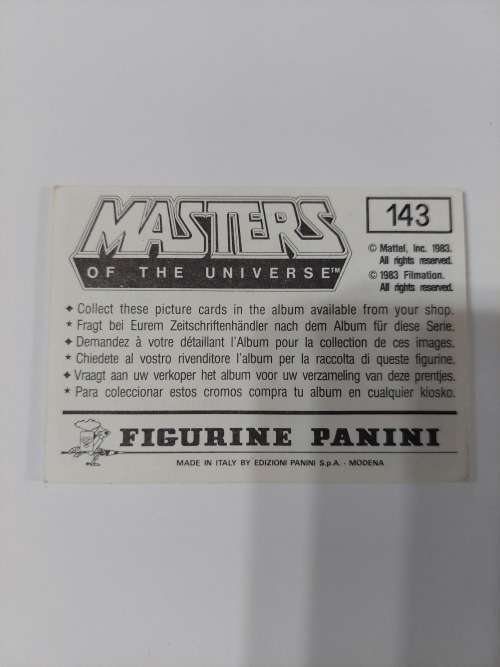 MASTERS
OF THE UNIVERSE™
143
© Mattel, Inc. 1983.
All rights reserved.
© 1983 Filmation.
All rights reserved.
◆ Collect these picture cards in the album available from your shop.
★ Fragt bei Eurem Zeitschriftenhändler nach dem Album für diese Serie.
◆ Demandez à votre détaillant l'Album pour la collection de ces images.
★ Chiedete al vostro rivenditore l'album per la raccolta di queste figurine.
◆ Vraagt aan uw verkoper het album voor uw verzameling van deze prentjes.
★ Para coleccionar estos cromos compra tu album en cualquier kiosko.
FIGURINE PANINI
MADE IN ITALY BY EDIZIONI PANINI S.p.A. - MODENA